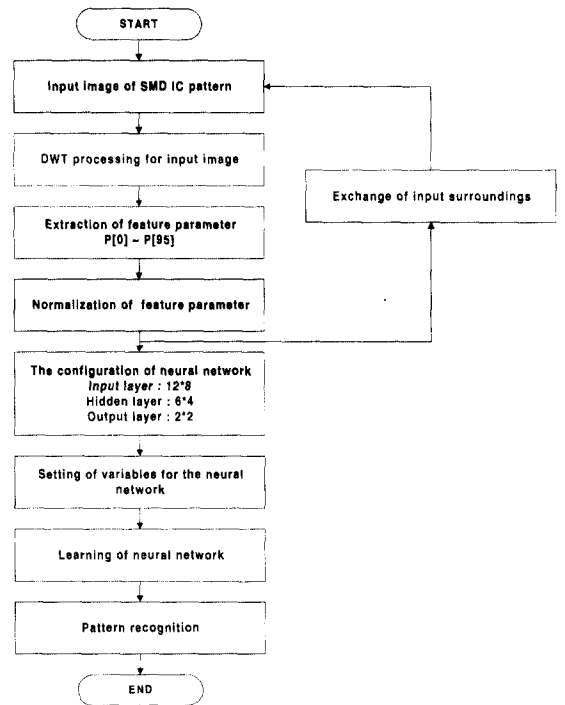 START
Input image of SMD IC pattern
DWT processing for input image
Exchange of input surroundings
Extraction of feature parameter
P[0] ~ P[95]
Normalization of feature parameter
The configuration of neural network
Input layer : 12*8
Hidden layer : 6*4
Output layer : 2*2
Setting of variables for the neural
network
Learning of neural network
Pattern recognition
END